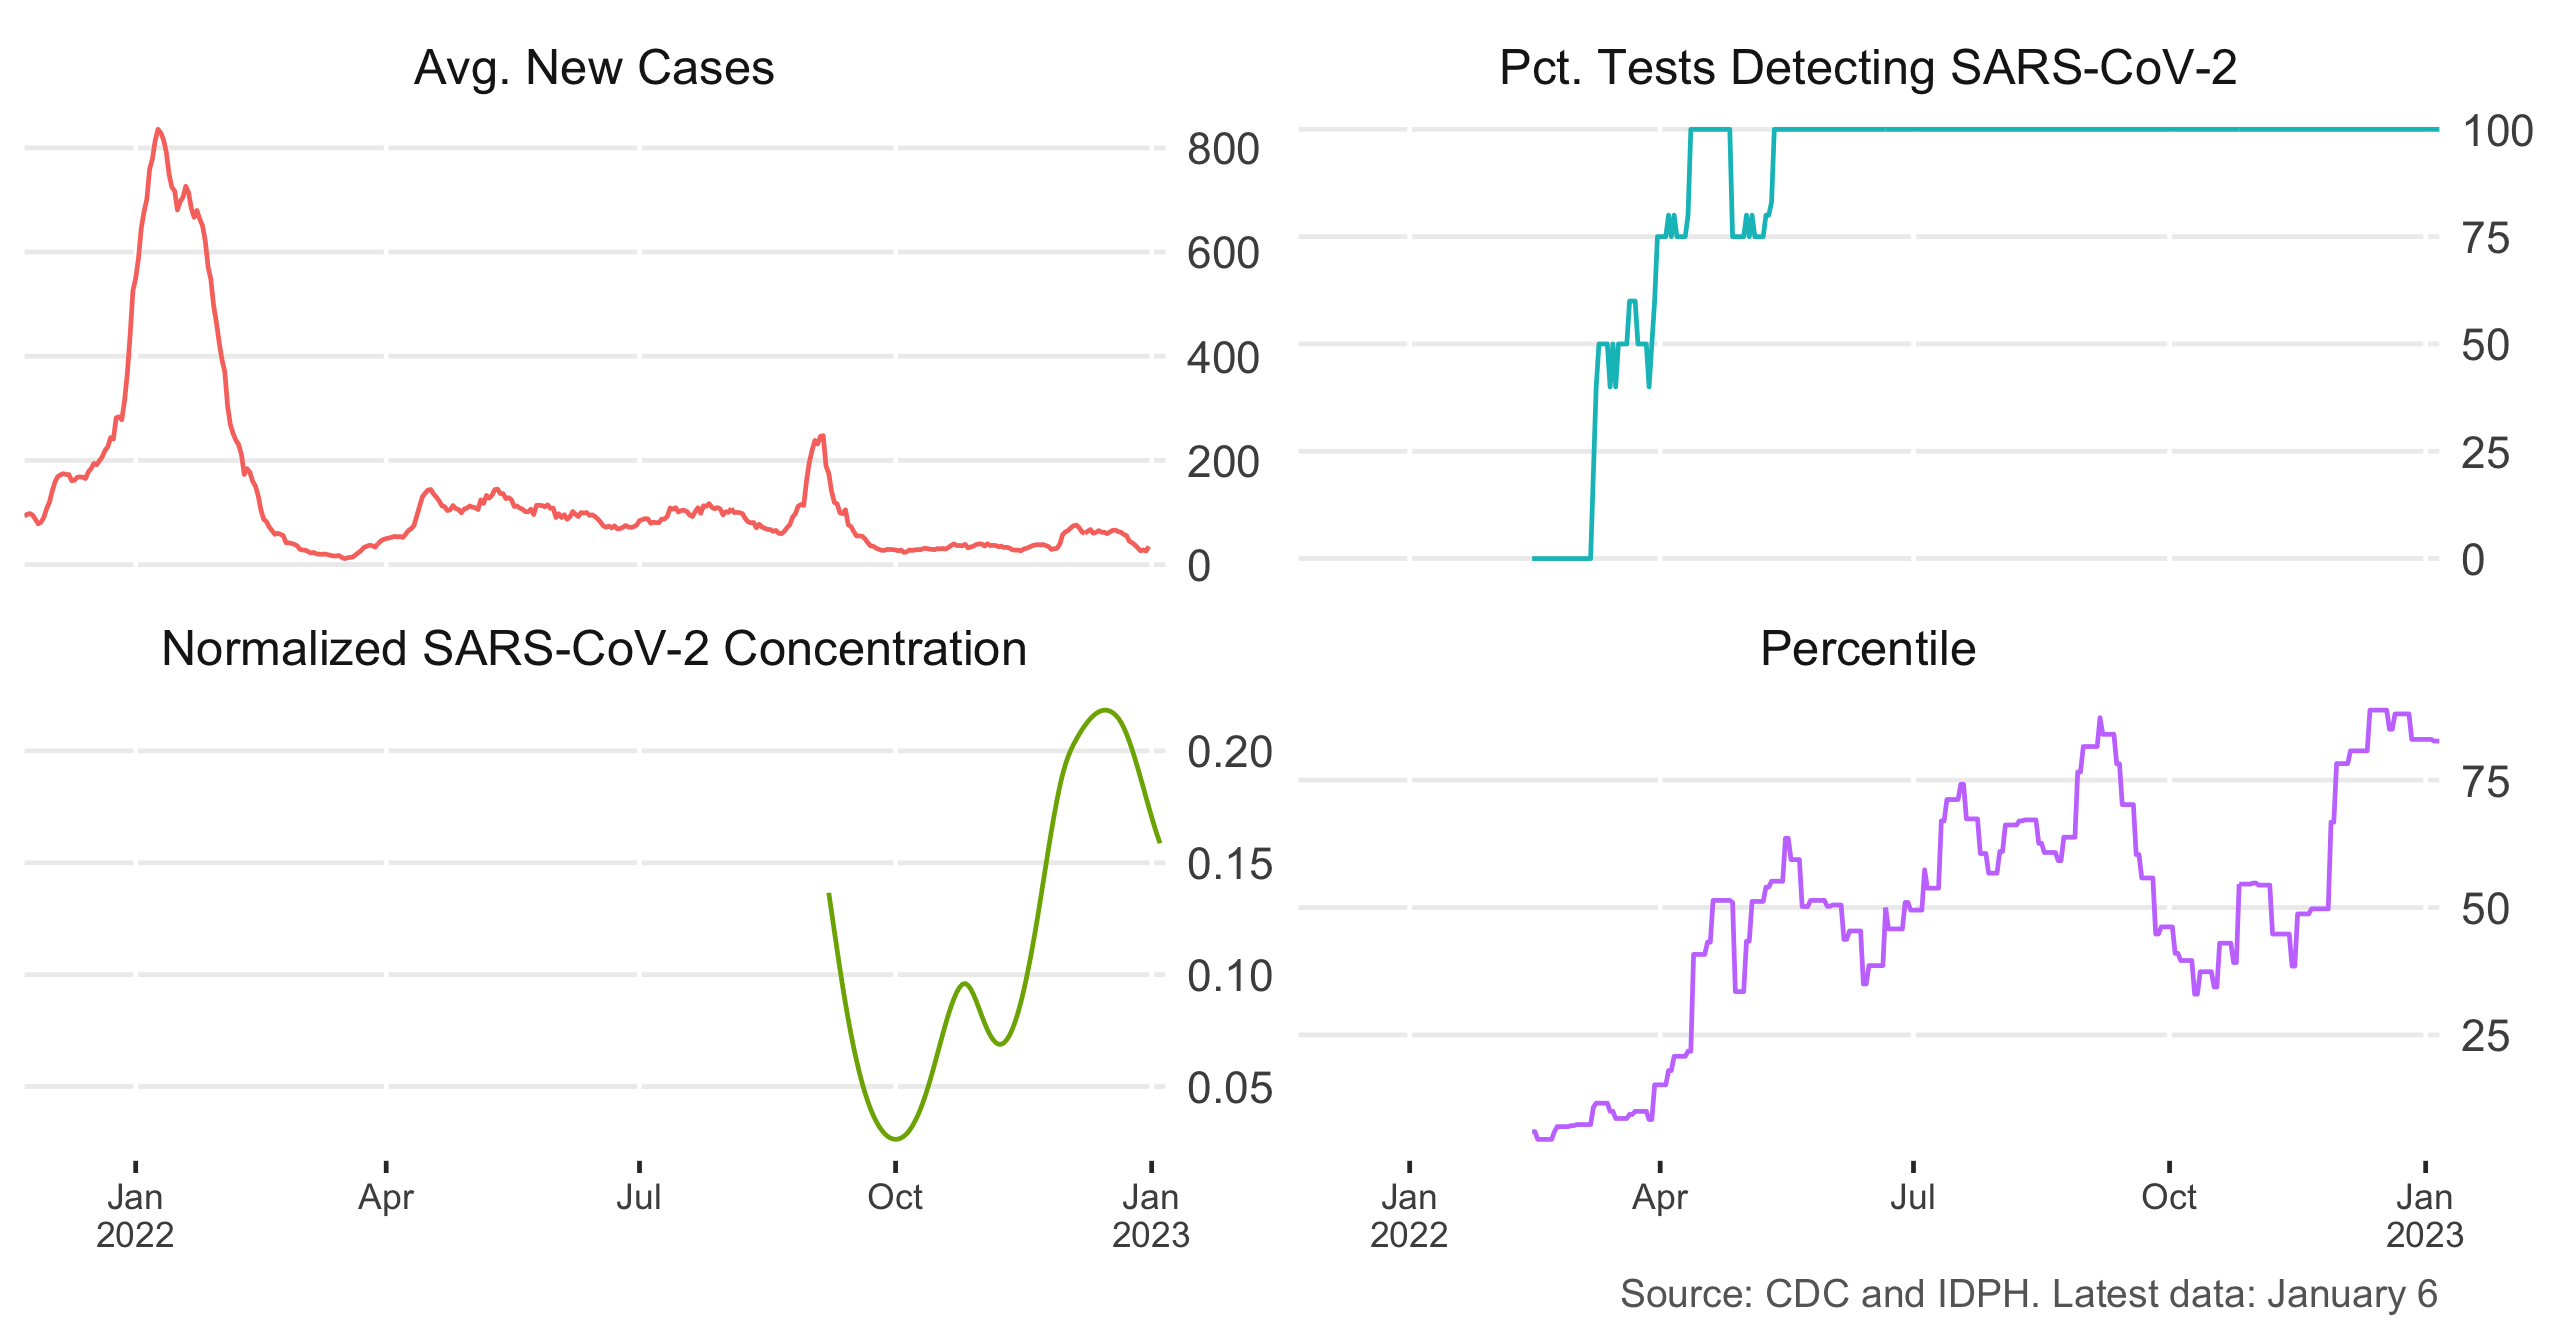 Avg. New Cases
800
600
400
200
0
Pct. Tests Detecting SARS-CoV-2
100
75
50
25
0
Normalized SARS-CoV-2 Concentration
0.20
0.15
0.10
0.05
Jan
2022
Apr
Jul
Oct
Jan
2023
Percentile
75
50
25
Jan
2022
Apr
Jul
Oct
Jan
2023
Source: CDC and IDPH. Latest data: January 6